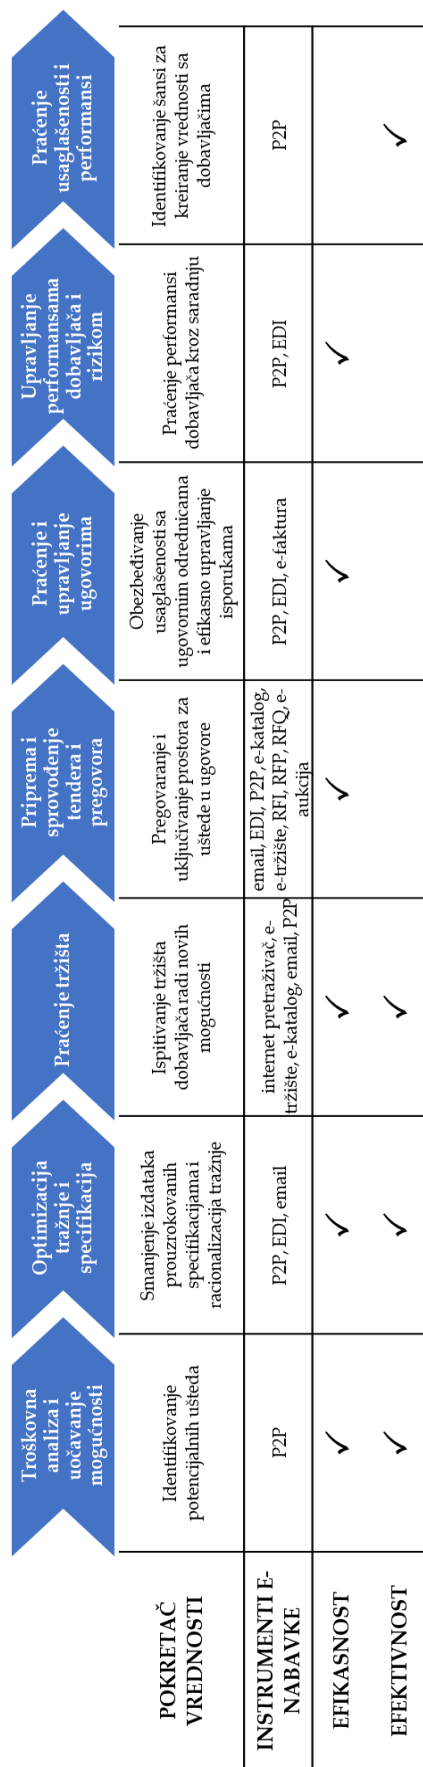 Troškovna
analiza i
uočavanje
mogućnosti
Optimizacija
tražnje i
specifikacija
Praćenje tržišta
Priprema i
sprovođenje
tendera i
pregovora
Praćenje i
upravljanje
ugovorima
Upravljanje
performansama
dobavljača i
rizikom
Praćenje
usaglašenosti i
performansi
POKRETAČ
VREDNOSTI
Identifikovanje
potencijalnih ušteda
Smanjenje izdataka
prouzrokovanih
specifikacijama i
racionalizacija tražnje
Ispitivanje tržišta
dobavljača radi novih
mogućnosti
Pregovaranje i
uključivanje prostora za
uštede u ugovore
Obezbeđivanje
usaglašenosti sa
ugovornim odrednicama
i efikasno upravljanje
isporukama
Praćenje performansi
dobavljača kroz saradnju
Identifikovanje šansi za
kreiranje vrednosti sa
dobavljačima
INSTRUMENTI E-
NABAVKE
P2P
P2P, EDI, email
internet pretraživač, e-
tržište, e-katalog, email, P2P
email, EDI, P2P, e-katalog,
e-tržište, RFI, RFP, RFQ, e-
aukcija
P2P, EDI, e-faktura
P2P, EDI
P2P
EFIKASNOST
✓ ✓ ✓ ✓ ✓ ✓
EFEKTIVNOST
✓ ✓ ✓ ✓